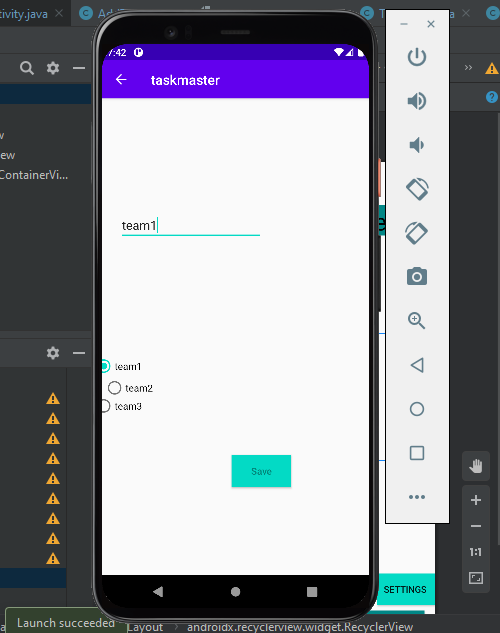 tivity.java
Ad
C
C
T
a
7:42
taskmaster
v
ew
ContainerVi...
team1
e
team1
team2
team3
Save
1:1
SETTINGS
Launch succeeded
Layout
androidx.recyclerview.widget.RecyclerView